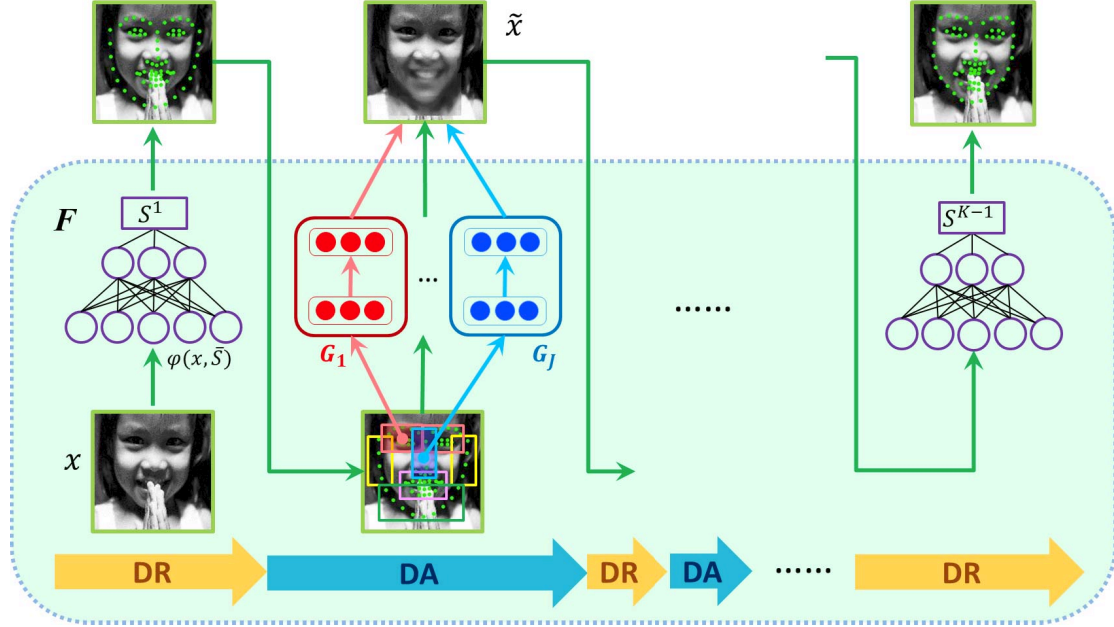 x̃
F
S¹
S^{K−1}
...
......
G₁
G_J
φ(x, S̄)
x
DR
DA
DR
DA
......
DR